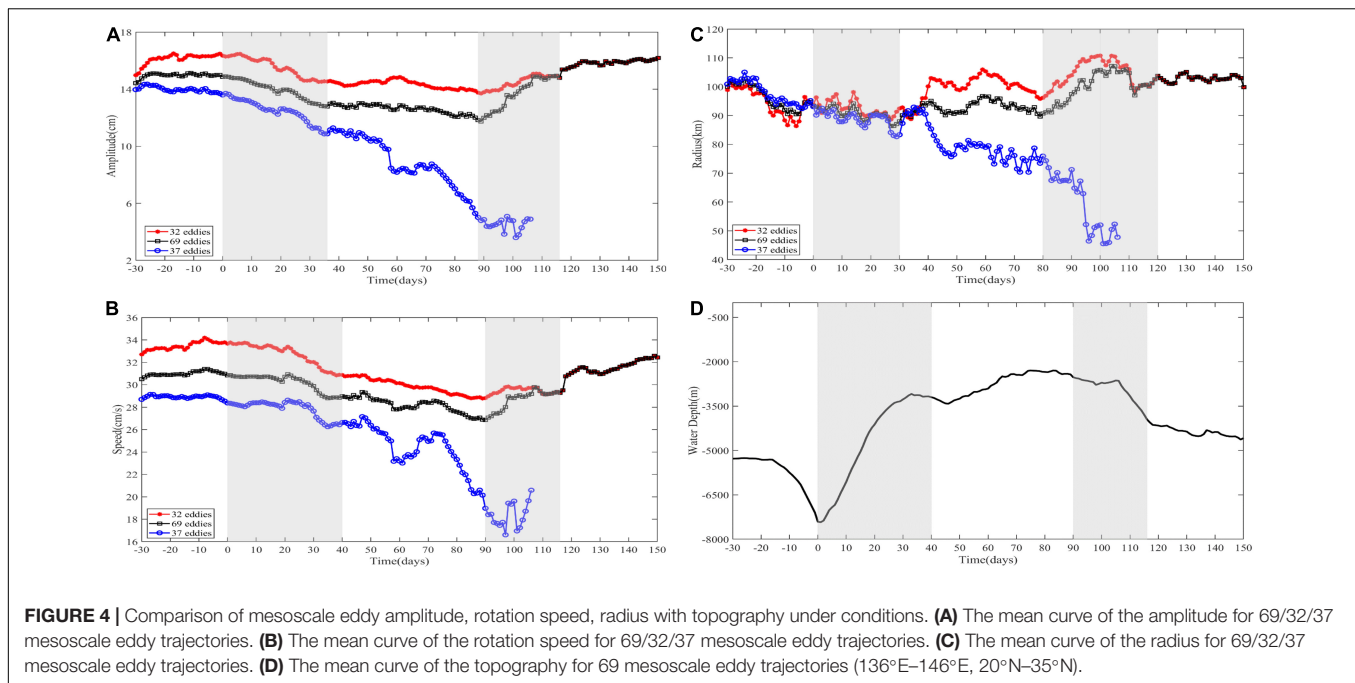 A
18
14
10
6
2
Amplitude(cm)
32 eddies
69 eddies
37 eddies
-30 -20 -10 0 10 20 30 40 50 60 70 80 90 100 110 120 130 140 150
Time(days)
C
120
110
100
90
80
70
60
50
40
Radius(km)
32 eddies
69 eddies
37 eddies
-30 -20 -10 0 10 20 30 40 50 60 70 80 90 100 110 120 130 140 150
Time(days)
B
36
34
32
30
28
26
24
22
20
18
16
Speed(cm/s)
32 eddies
69 eddies
37 eddies
-30 -20 -10 0 10 20 30 40 50 60 70 80 90 100 110 120 130 140 150
Time(days)
D
-500
-2000
-3500
-5000
-6500
-8000
Water Depth(m)
-30 -20 -10 0 10 20 30 40 50 60 70 80 90 100 110 120 130 140 150
Time(days)
FIGURE 4 | Comparison of mesoscale eddy amplitude, rotation speed, radius with topography under conditions. (A) The mean curve of the amplitude for 69/32/37
mesoscale eddy trajectories. (B) The mean curve of the rotation speed for 69/32/37 mesoscale eddy trajectories. (C) The mean curve of the radius for 69/32/37
mesoscale eddy trajectories. (D) The mean curve of the topography for 69 mesoscale eddy trajectories (136°E–146°E, 20°N–35°N).